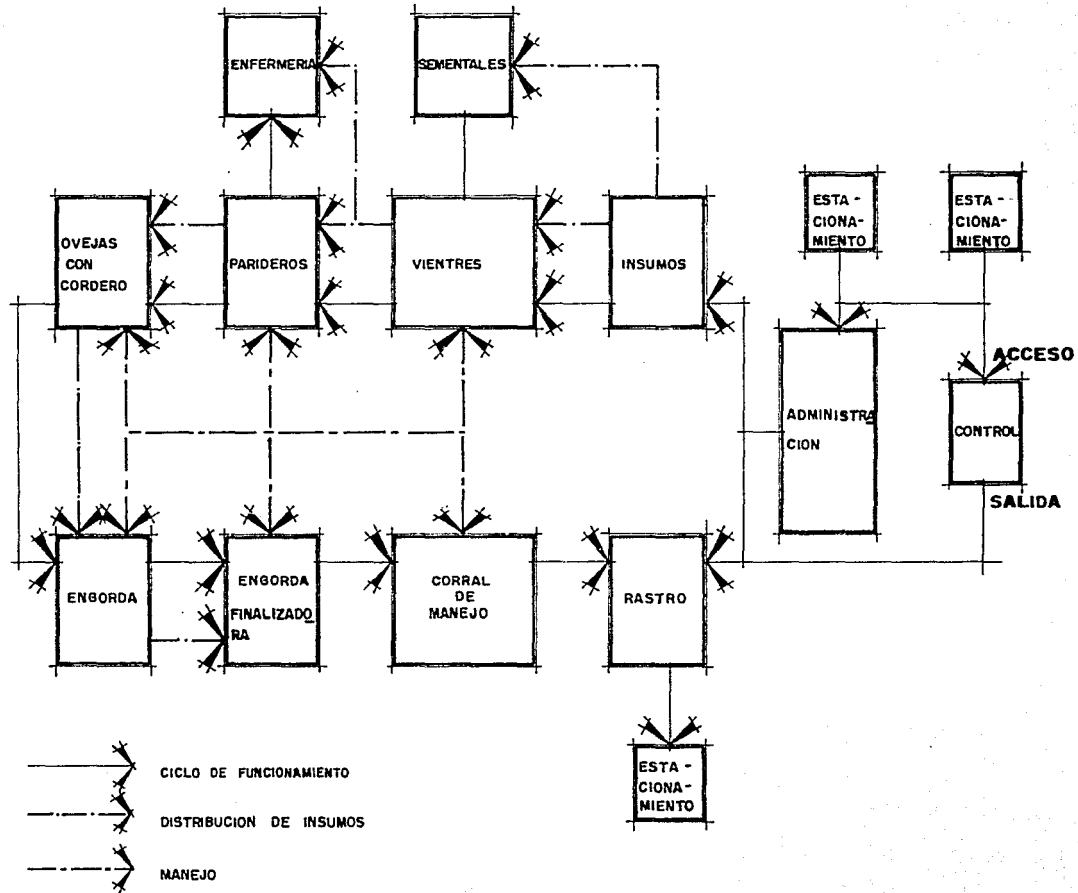 ENFERMERIA
SEMENTALES
ESTA-
CIONA-
MIENTO
ESTA-
CIONA-
MIENTO
OVEJAS
CON
CORDERO
PARIDEROS
VIENTRES
INSUMOS
ACCESO
ADMINISTRA
CION
CONTROL
SALIDA
ENGORDA
ENGORDA
FINALIZADO
RA
CORRAL
DE
MANEJO
RASTRO
ESTA-
CIONA-
MIENTO
CICLO DE FUNCIONAMIENTO
DISTRIBUCION DE INSUMOS
MANEJO